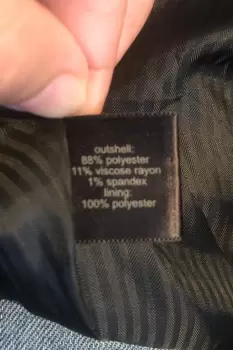 outshell:
88% polyester
11% viscose rayon
1% spandex
lining:
100% polyester